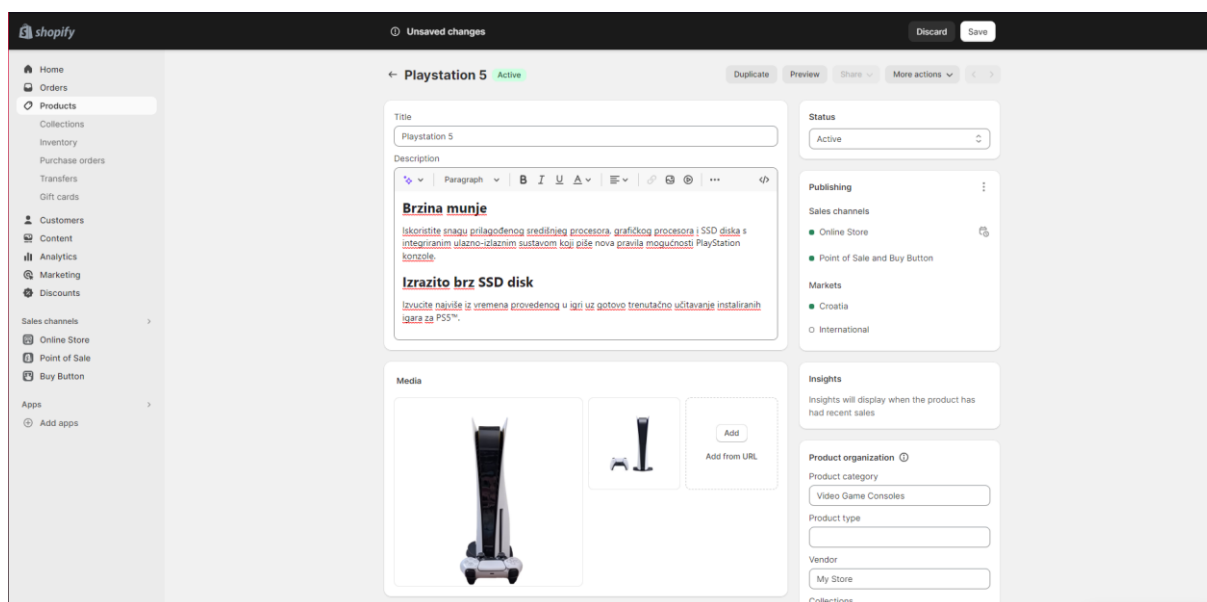 shopify
Unsaved changes
Discard
Save
Home
Orders
Products
Collections
Inventory
Purchase orders
Transfers
Gift cards
Customers
Content
Analytics
Marketing
Discounts
Sales channels
Online Store
Point of Sale
Buy Button
Apps
Add apps
Playstation 5 Active
Duplicate
Preview
Share
More actions
Title
Playstation 5
Description
Paragraph
B I U A
Brzina munje
Iskoristite snagu prilagođenog središnjeg procesora, grafičkog procesora i SSD diska s
integriranim ulazno-izlaznim sustavom koji piše nova pravila mogućnosti PlayStation
konzole.
Izrazito brz SSD disk
Izvucite najviše iz vremena provedenog u igri uz gotovo trenutačno učitavanje instaliranih
igara za PS5™.
Media
Add
Add from URL
Status
Active
Publishing
Sales channels
Online Store
Point of Sale and Buy Button
Markets
Croatia
International
Insights
Insights will display when the product has
had recent sales
Product organization
Product category
Video Game Consoles
Product type
Vendor
My Store
Collections